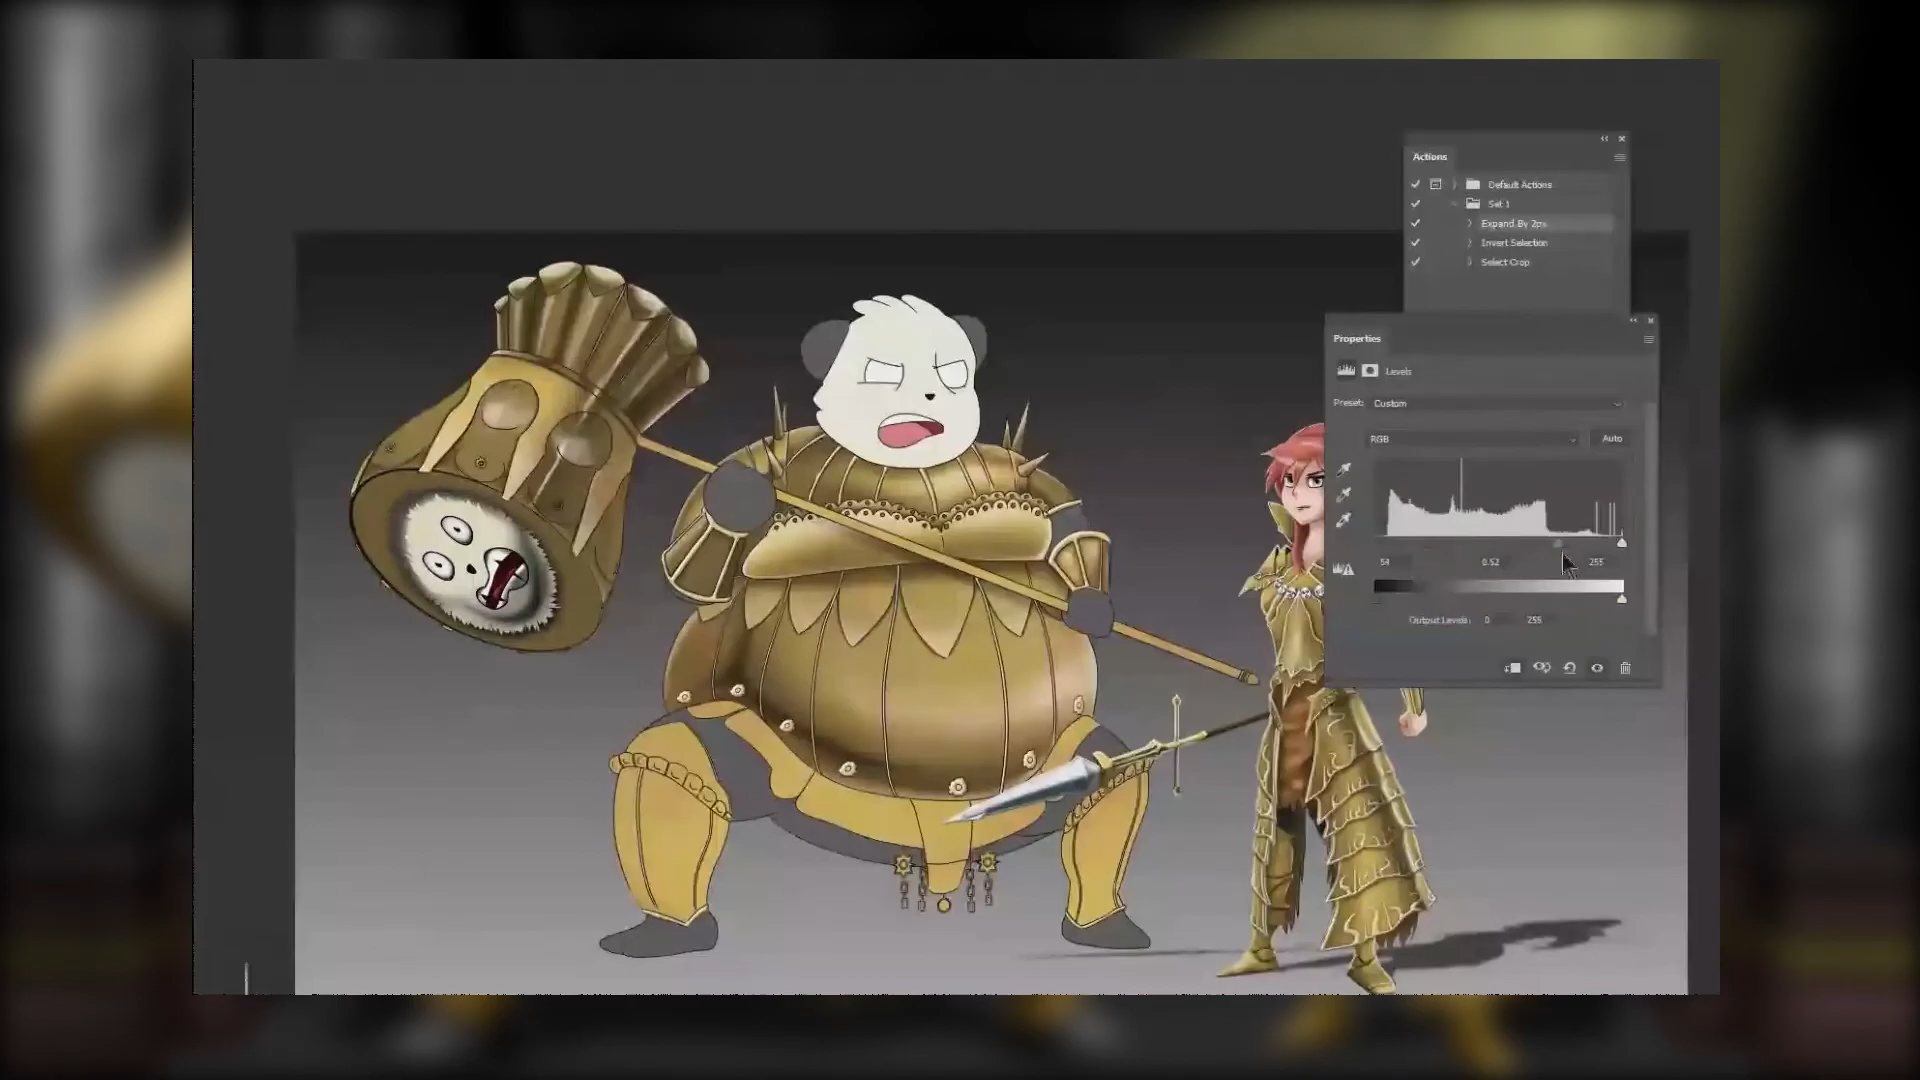 Actions
Default Actions
Set 1
Expand By 2px
Invert Selection
Select Crop
Properties
Levels
Preset: Custom
RGB
Auto
54 0.52 255
Output Levels: 0 255